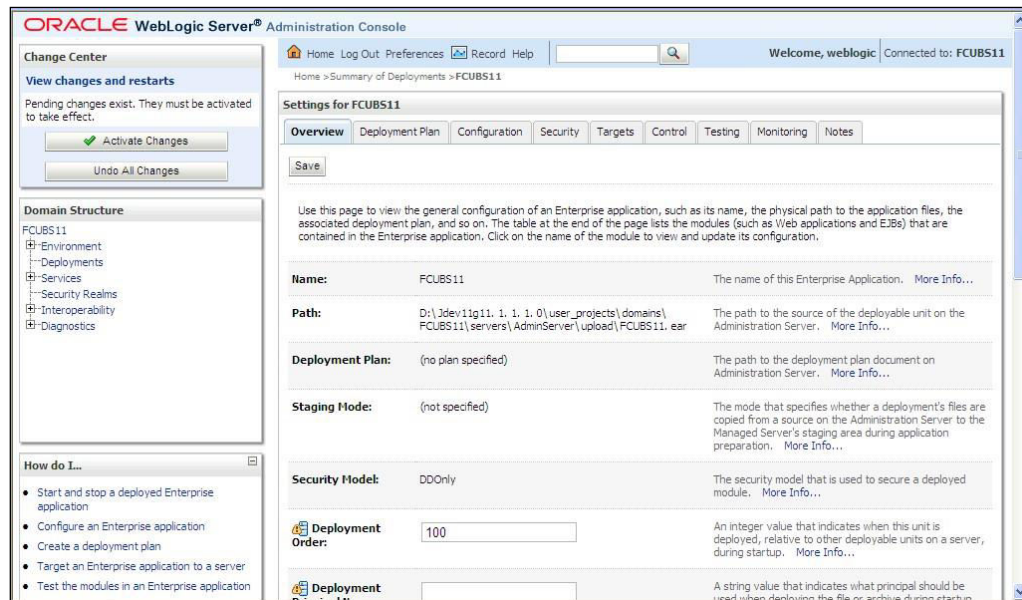 ORACLE WebLogic Server® Administration Console
Change Center
View changes and restarts
Pending changes exist. They must be activated
to take effect.
Activate Changes
Undo All Changes
Domain Structure
FCUBS11
Environment
Deployments
Services
Security Realms
Interoperability
Diagnostics
How do I...
Start and stop a deployed Enterprise
application
Configure an Enterprise application
Create a deployment plan
Target an Enterprise application to a server
Test the modules in an Enterprise application
Home Log Out Preferences Record Help
Welcome, weblogic Connected to: FCUBS11
Home >Summary of Deployments >FCUBS11
Settings for FCUBS11
Overview Deployment Plan Configuration Security Targets Control Testing Monitoring Notes
Save
Use this page to view the general configuration of an Enterprise application, such as its name, the physical path to the application files, the
associated deployment plan, and so on. The table at the end of the page lists the modules (such as Web applications and EJBs) that are
contained in the Enterprise application. Click on the name of the module to view and update its configuration.
Name: FCUBS11 The name of this Enterprise Application. More Info...
Path: D:\Jdev11g11. 1. 1. 1. 0\user_projects\domains\ The path to the source of the deployable unit on the
FCUBS11\servers\AdminServer\upload\FCUBS11. ear Administration Server. More Info...
Deployment Plan: (no plan specified) The path to the deployment plan document on
Administration Server. More Info...
Staging Mode: (not specified) The mode that specifies whether a deployment's files are
copied from a source on the Administration Server to the
Managed Server's staging area during application
preparation. More Info...
Security Model: DDOnly The security model that is used to secure a deployed
module. More Info...
Deployment 100 An integer value that indicates when this unit is
Order: deployed, relative to other deployable units on a server,
during startup. More Info...
Deployment A string value that indicates what principal should be
used when deploying the file or archive during startup